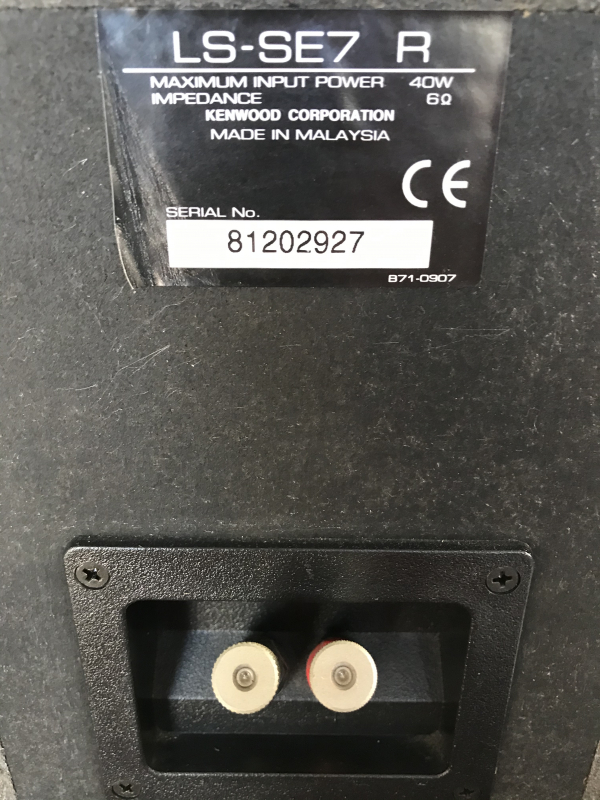 LS-SE7 R
MAXIMUM INPUT POWER 40W
IMPEDANCE 6Ω
KENWOOD CORPORATION
MADE IN MALAYSIA
CE
SERIAL No.
81202927
B71-0907